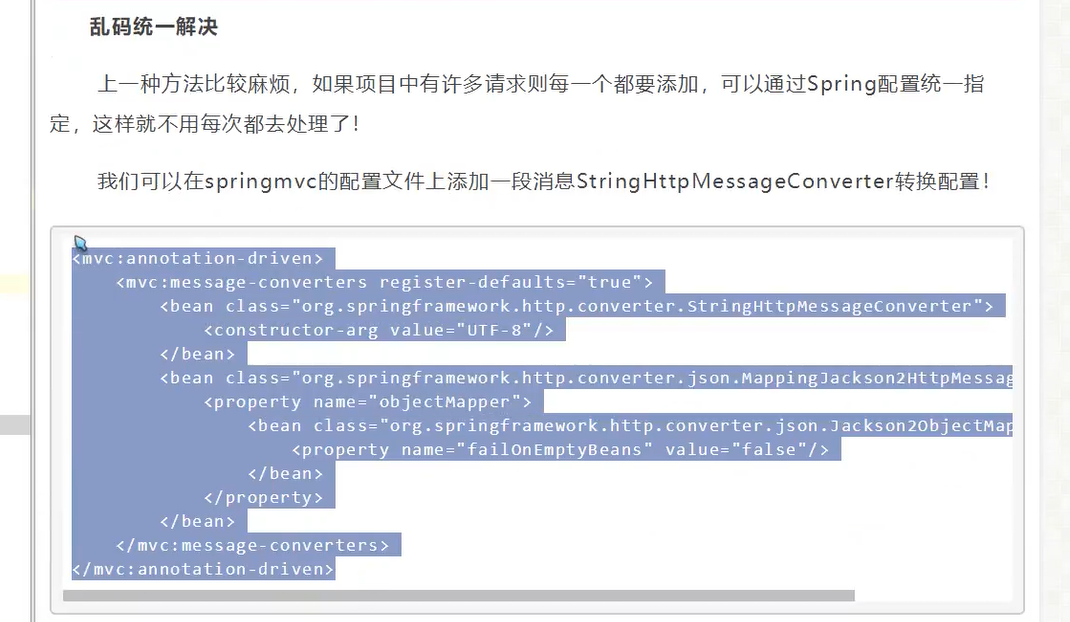 乱码统一解决
上一种方法比较麻烦，如果项目中有许多请求则每一个都要添加，可以通过Spring配置统一指
定，这样就不用每次都去处理了！
我们可以在springmvc的配置文件上添加一段消息StringHttpMessageConverter转换配置！
<mvc:annotation-driven>
    <mvc:message-converters register-defaults="true">
        <bean class="org.springframework.http.converter.StringHttpMessageConverter">
            <constructor-arg value="UTF-8"/>
        </bean>
        <bean class="org.springframework.http.converter.json.MappingJackson2HttpMessag
            <property name="objectMapper">
                <bean class="org.springframework.http.converter.json.Jackson2ObjectMap
                    <property name="failOnEmptyBeans" value="false"/>
                </bean>
            </property>
        </bean>
    </mvc:message-converters>
</mvc:annotation-driven>